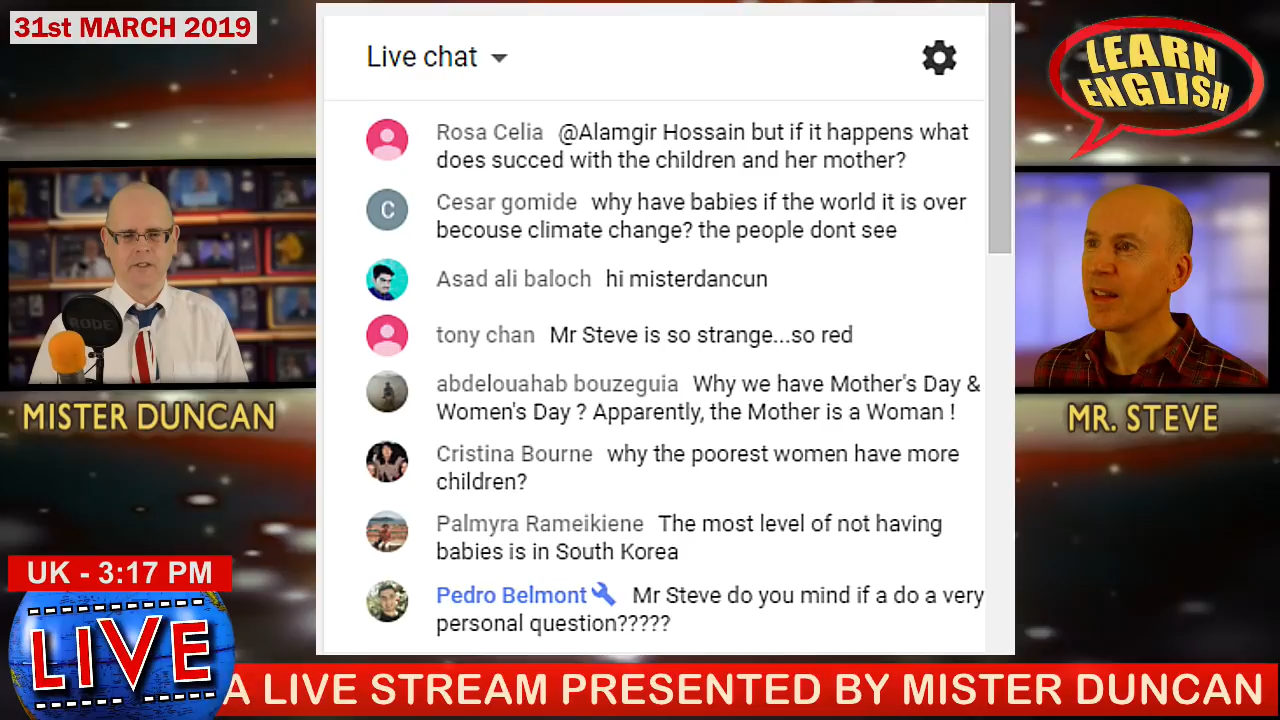 31st MARCH 2019
Live chat
LEARN
ENGLISH
Rosa Celia @Alamgir Hossain but if it happens what
does succed with the children and her mother?
C
Cesar gomide why have babies if the world it is over
becouse climate change? the people dont see
Asad ali baloch hi misterdancun
tony chan Mr Steve is so strange...so red
abdelouahab bouzeguia Why we have Mother's Day &
Women's Day ? Apparently, the Mother is a Woman !
Cristina Bourne why the poorest women have more
children?
Palmyra Rameikiene The most level of not having
babies is in South Korea
Pedro Belmont Mr Steve do you mind if a do a very
personal question?????
RODE
MISTER DUNCAN
MR. STEVE
UK - 3:17 PM
LIVE
A LIVE STREAM PRESENTED BY MISTER DUNCAN